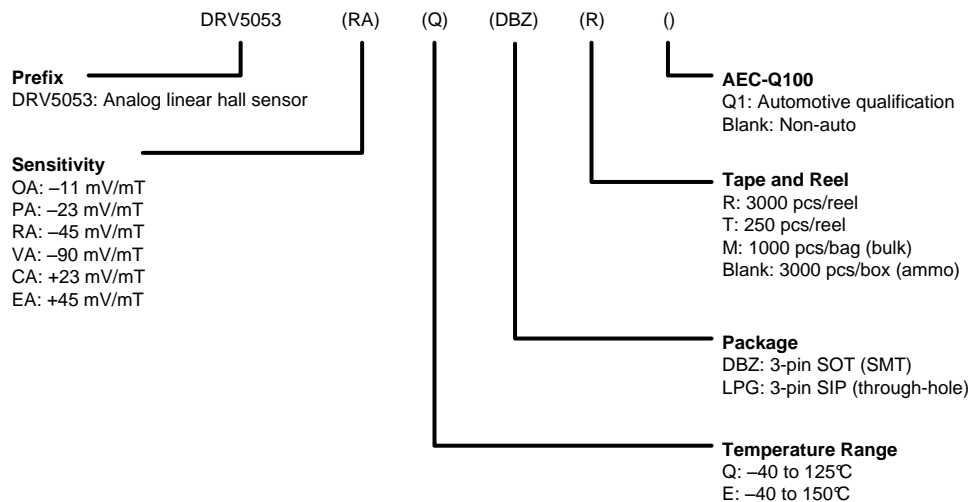 DRV5053 (RA) (Q) (DBZ) (R) ()
Prefix
DRV5053: Analog linear hall sensor
AEC-Q100
Q1: Automotive qualification
Blank: Non-auto
Sensitivity
OA: –11 mV/mT
PA: –23 mV/mT
RA: –45 mV/mT
VA: –90 mV/mT
CA: +23 mV/mT
EA: +45 mV/mT
Tape and Reel
R: 3000 pcs/reel
T: 250 pcs/reel
M: 1000 pcs/bag (bulk)
Blank: 3000 pcs/box (ammo)
Package
DBZ: 3-pin SOT (SMT)
LPG: 3-pin SIP (through-hole)
Temperature Range
Q: –40 to 125℃
E: –40 to 150℃